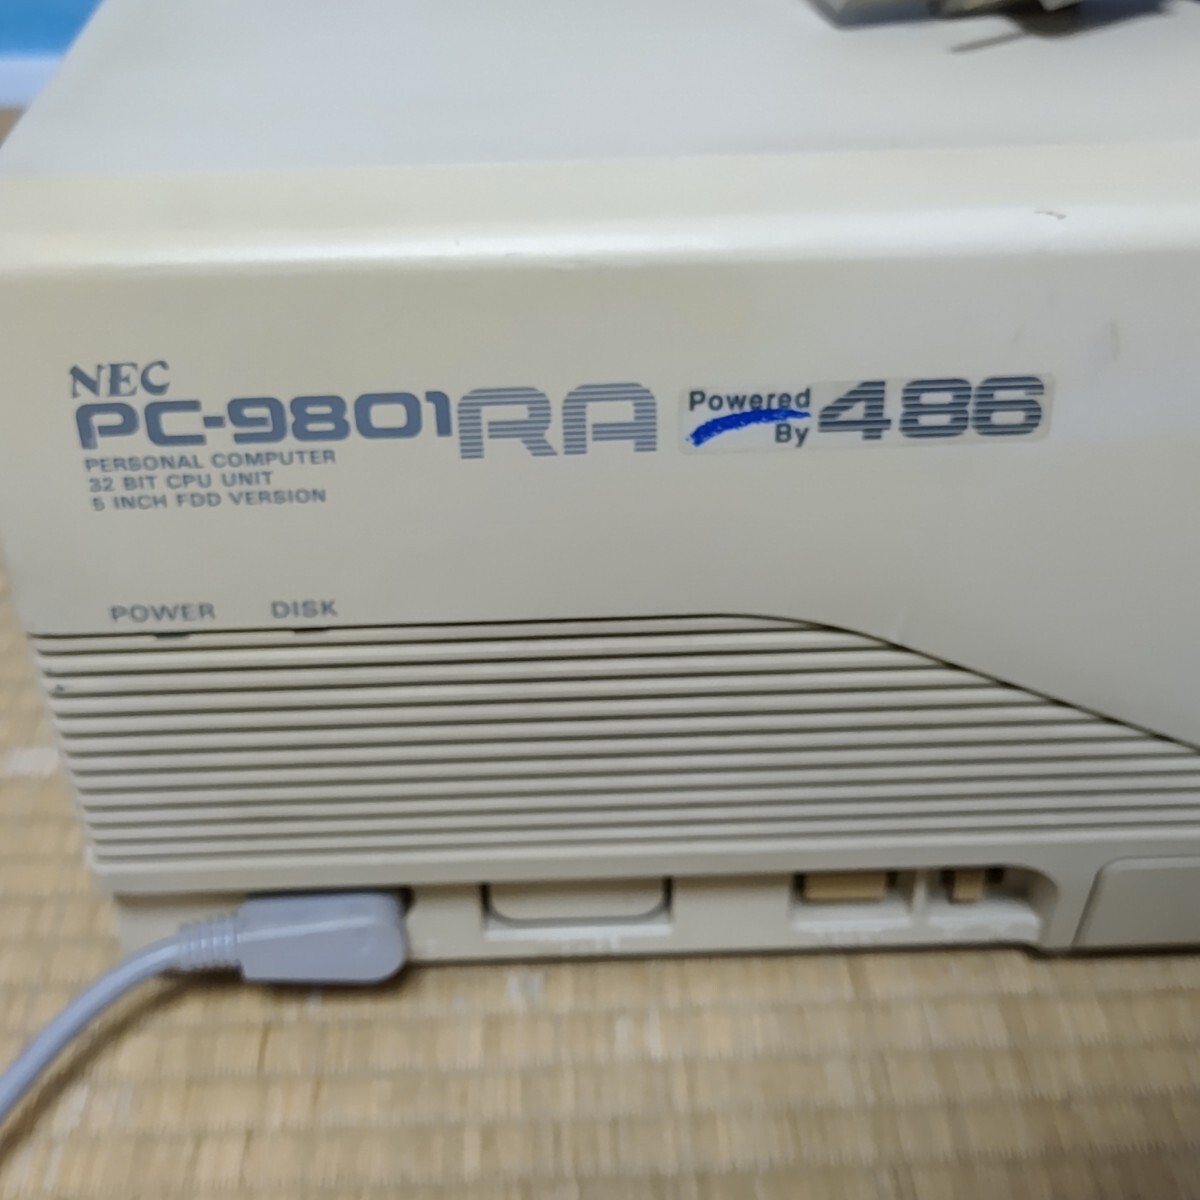 NEC
PC-9801RA
Powered By 486
PERSONAL COMPUTER
32 BIT CPU UNIT
5 INCH FDD VERSION
POWER DISK